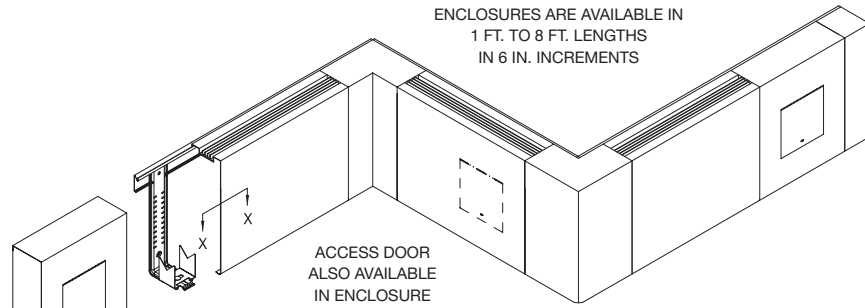 ENCLOSURES ARE AVAILABLE IN
1 FT. TO 8 FT. LENGTHS
IN 6 IN. INCREMENTS
X
X
ACCESS DOOR
ALSO AVAILABLE
IN ENCLOSURE